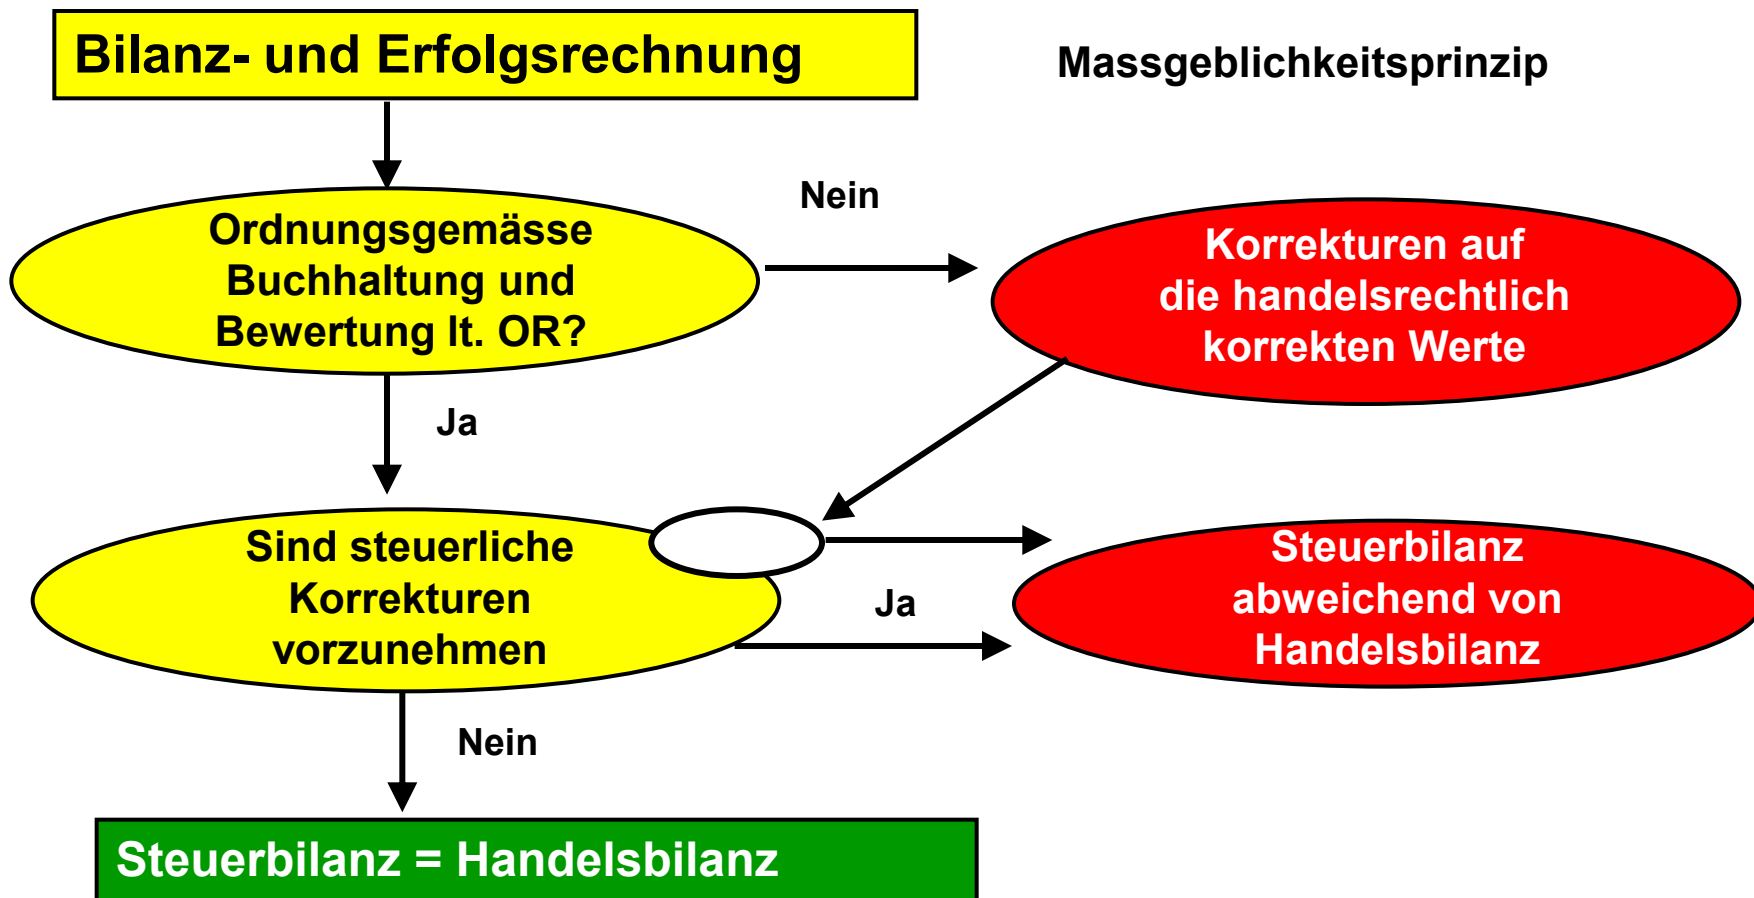 Bilanz- und Erfolgsrechnung
Massgeblichkeitsprinzip
Nein
Ordnungsgemässe
Buchhaltung und
Bewertung lt. OR?
Korrekturen auf
die handelsrechtlich
korrekten Werte
Ja
Sind steuerliche
Korrekturen
vorzunehmen
Ja
Steuerbilanz
abweichend von
Handelsbilanz
Nein
Steuerbilanz = Handelsbilanz